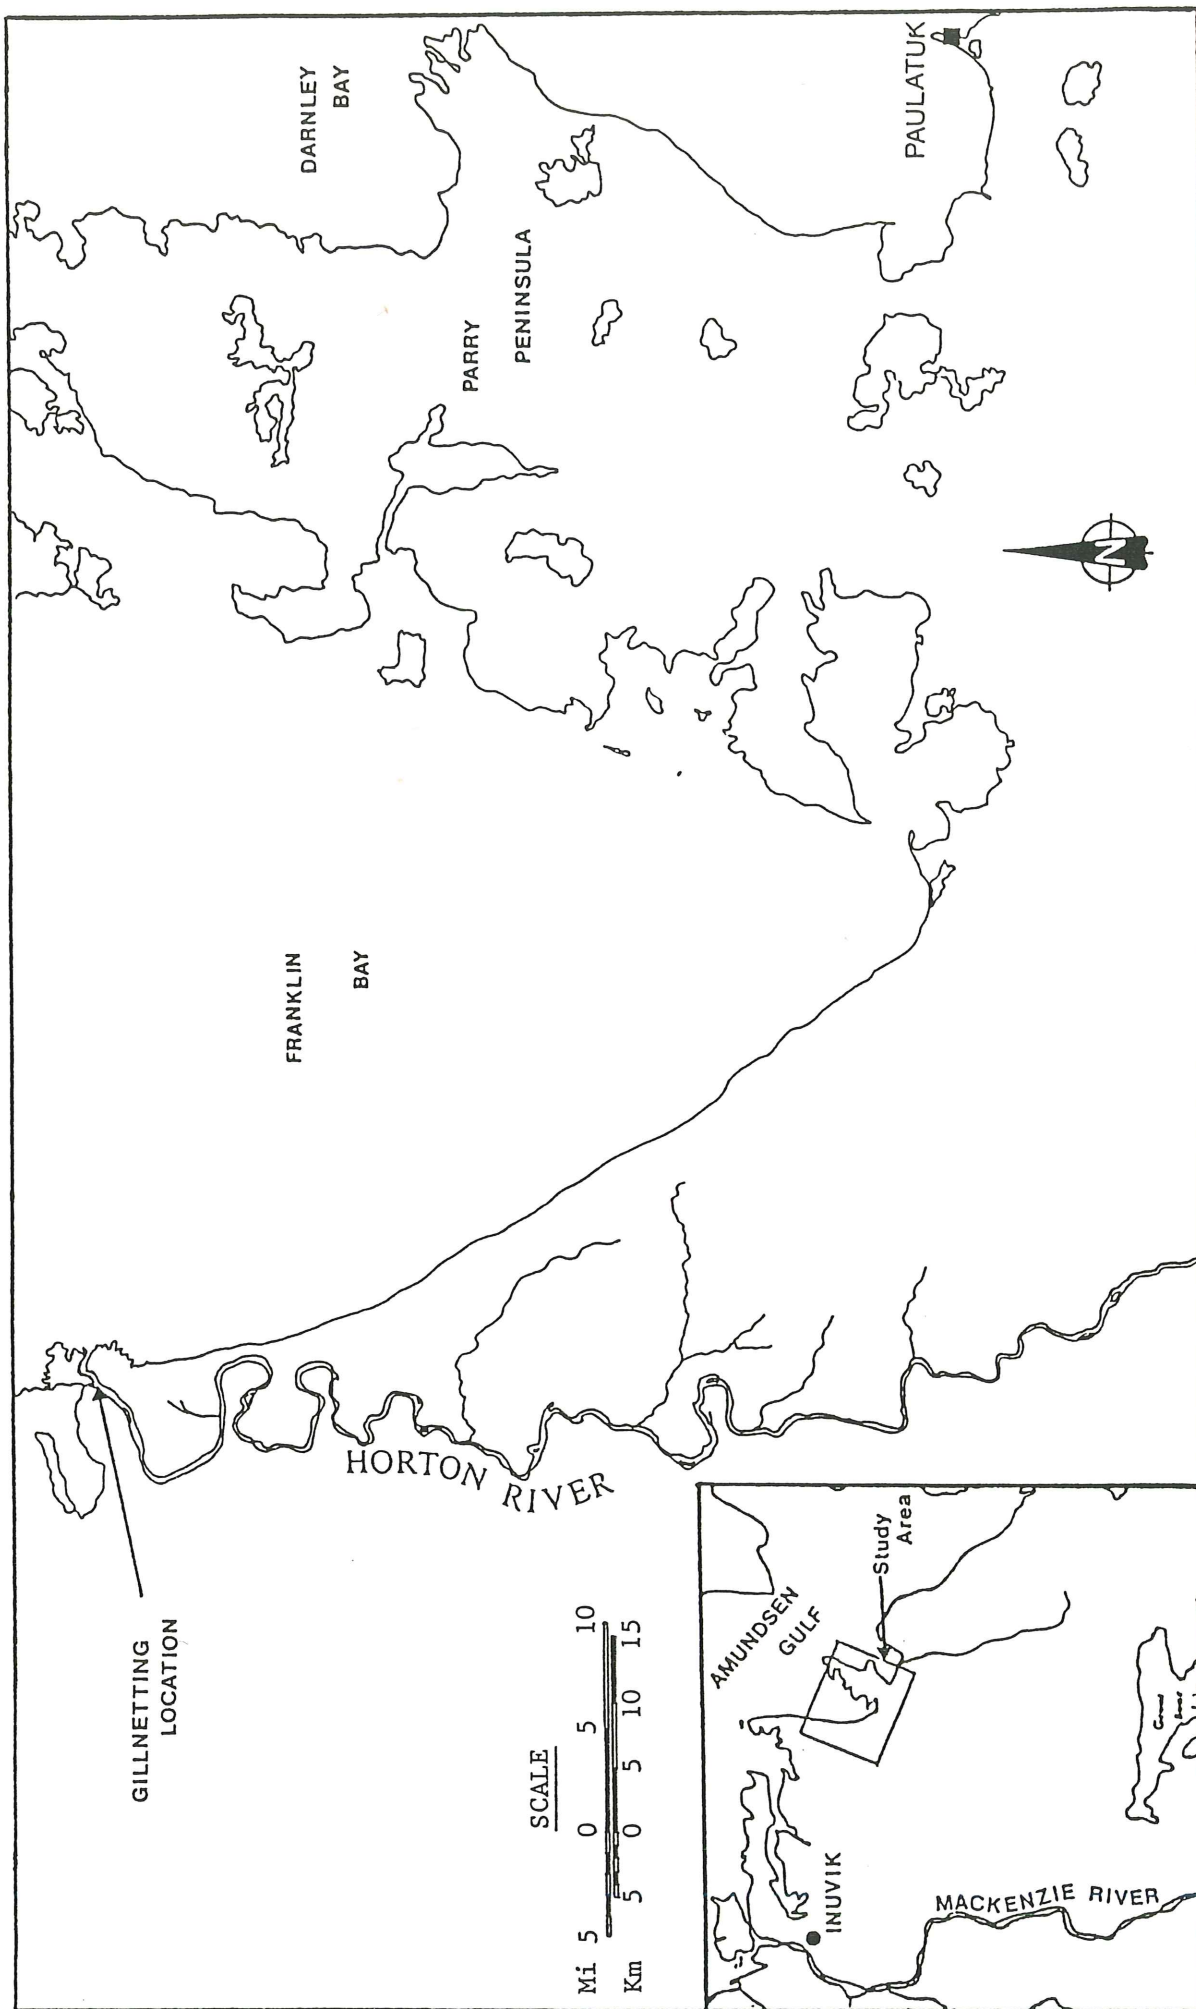 DARNLEY
BAY
PAULATUK
PARRY
PENINSULA
N
FRANKLIN
BAY
HORTON RIVER
GILLNETTING
LOCATION
SCALE
Mi 5 0 5 10
Km 5 0 5 10 15
AMUNDSEN
GULF
Study
Area
INUVIK
MACKENZIE RIVER